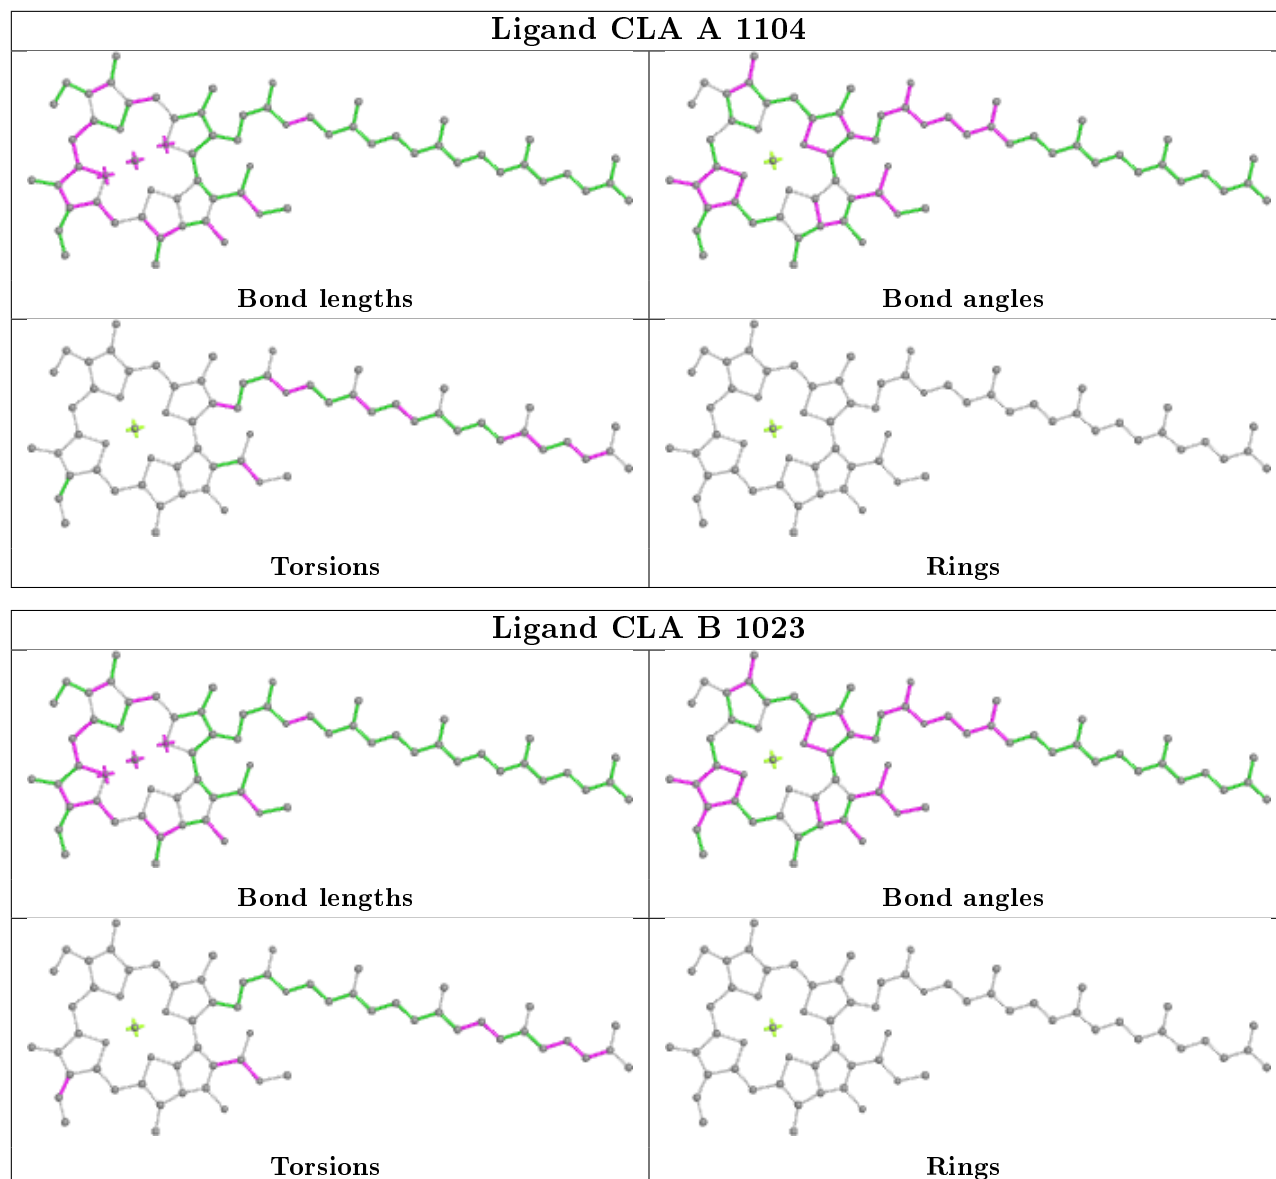 Ligand CLA A 1104
Bond lengths
Bond angles
Torsions
Rings
Ligand CLA B 1023
Bond lengths
Bond angles
Torsions
Rings